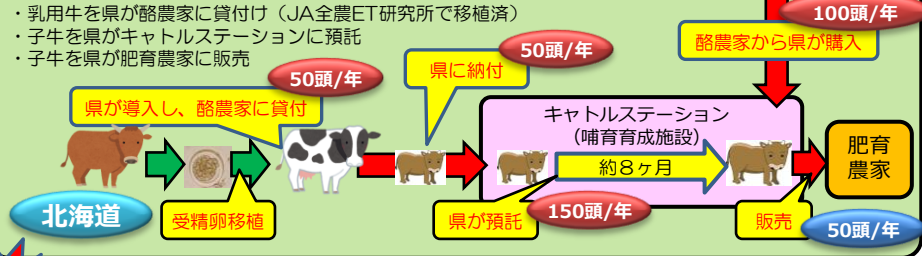 ・乳用牛を県が酪農家に貸付け（JA全農ET研究所で移植済）
・子牛を県がキャトルステーションに預託
・子牛を県が肥育農家に販売
100頭/年
酪農家から県が購入
50頭/年
県に納付
50頭/年
県が導入し、酪農家に貸付
キャトルステーション
（哺育育成施設）
約８ヶ月
肥育
農家
北海道
受精卵移植
県が預託
150頭/年
販売
50頭/年